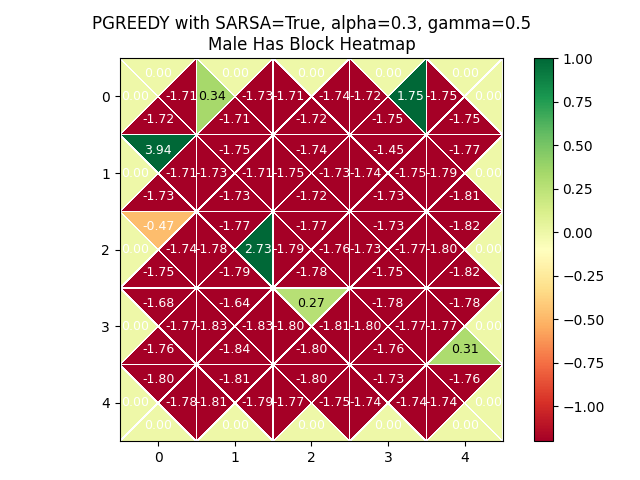 PGREEDY with SARSA=True, alpha=0.3, gamma=0.5
Male Has Block Heatmap
0.00 0.00 0.00 0.00 0.00
0 0.00 -1.71 0.34 -1.73 -1.71 -1.74 -1.72 1.75 -1.75 0.00 1.00
-1.72 -1.71 -1.72 -1.75 -1.75
0.75
3.94 -1.75 -1.74 -1.45 -1.77
0.50
1 0.00 -1.71 -1.73 -1.71 -1.75 -1.73 -1.74 -1.75 -1.79 0.00
-1.73 -1.73 -1.72 -1.73 -1.81
0.25
-0.47 -1.77 -1.77 -1.73 -1.82
0.00
2 0.00 -1.74 -1.78 2.73 -1.79 -1.76 -1.73 -1.77 -1.80 0.00
-1.75 -1.79 -1.78 -1.75 -1.82
-0.25
-1.68 -1.64 0.27 -1.78 -1.78
-0.50
3 0.00 -1.77 -1.83 -1.83 -1.80 -1.81 -1.80 -1.77 -1.77 0.00
-1.76 -1.84 -1.80 -1.76 0.31
-0.75
-1.80 -1.81 -1.80 -1.73 -1.76
4 0.00 -1.78 -1.81 -1.79 -1.77 -1.75 -1.74 -1.74 -1.74 0.00
-1.00
0.00 0.00 0.00 0.00 0.00
0 1 2 3 4